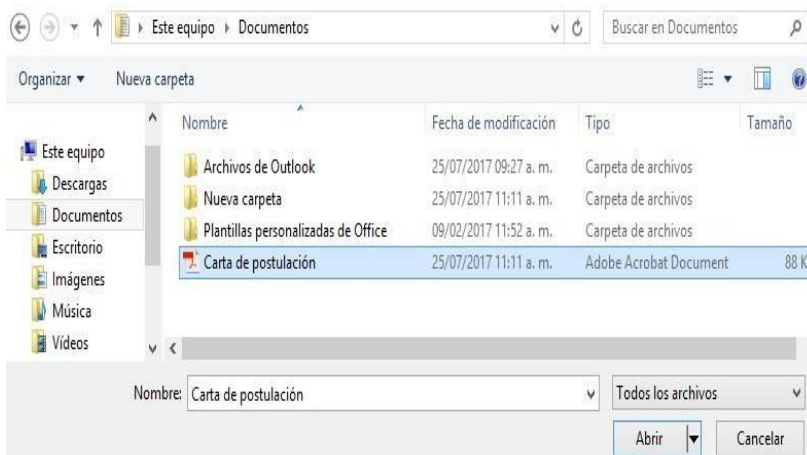 Este equipo Documentos Buscar en Documentos
Organizar Nueva carpeta
Nombre Fecha de modificación Tipo Tamaño
Este equipo
Descargas
Documentos
Escritorio
Imágenes
Música
Vídeos
Archivos de Outlook 25/07/2017 09:27 a. m. Carpeta de archivos
Nueva carpeta 25/07/2017 11:11 a. m. Carpeta de archivos
Plantillas personalizadas de Office 09/02/2017 11:52 a. m. Carpeta de archivos
Carta de postulación 25/07/2017 11:11 a. m. Adobe Acrobat Document 88 K
Nombre: Carta de postulación Todos los archivos
Abrir Cancelar